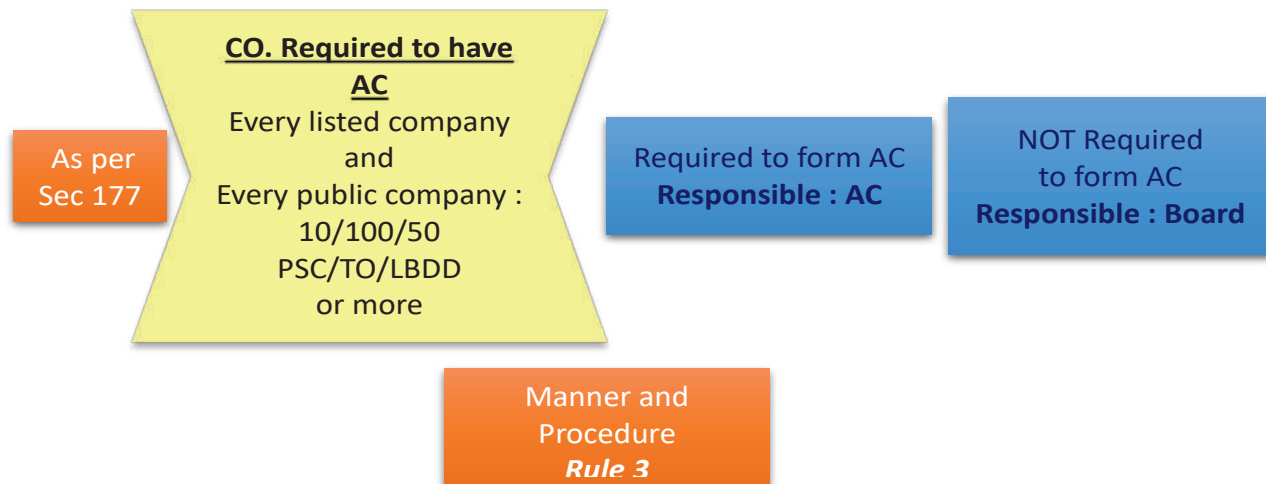 As per
Sec 177
CO. Required to have
AC
Every listed company
and
Every public company :
10/100/50
PSC/TO/LBDD
or more
Required to form AC
Responsible : AC
NOT Required
to form AC
Responsible : Board
Manner and
Procedure
Rule 3